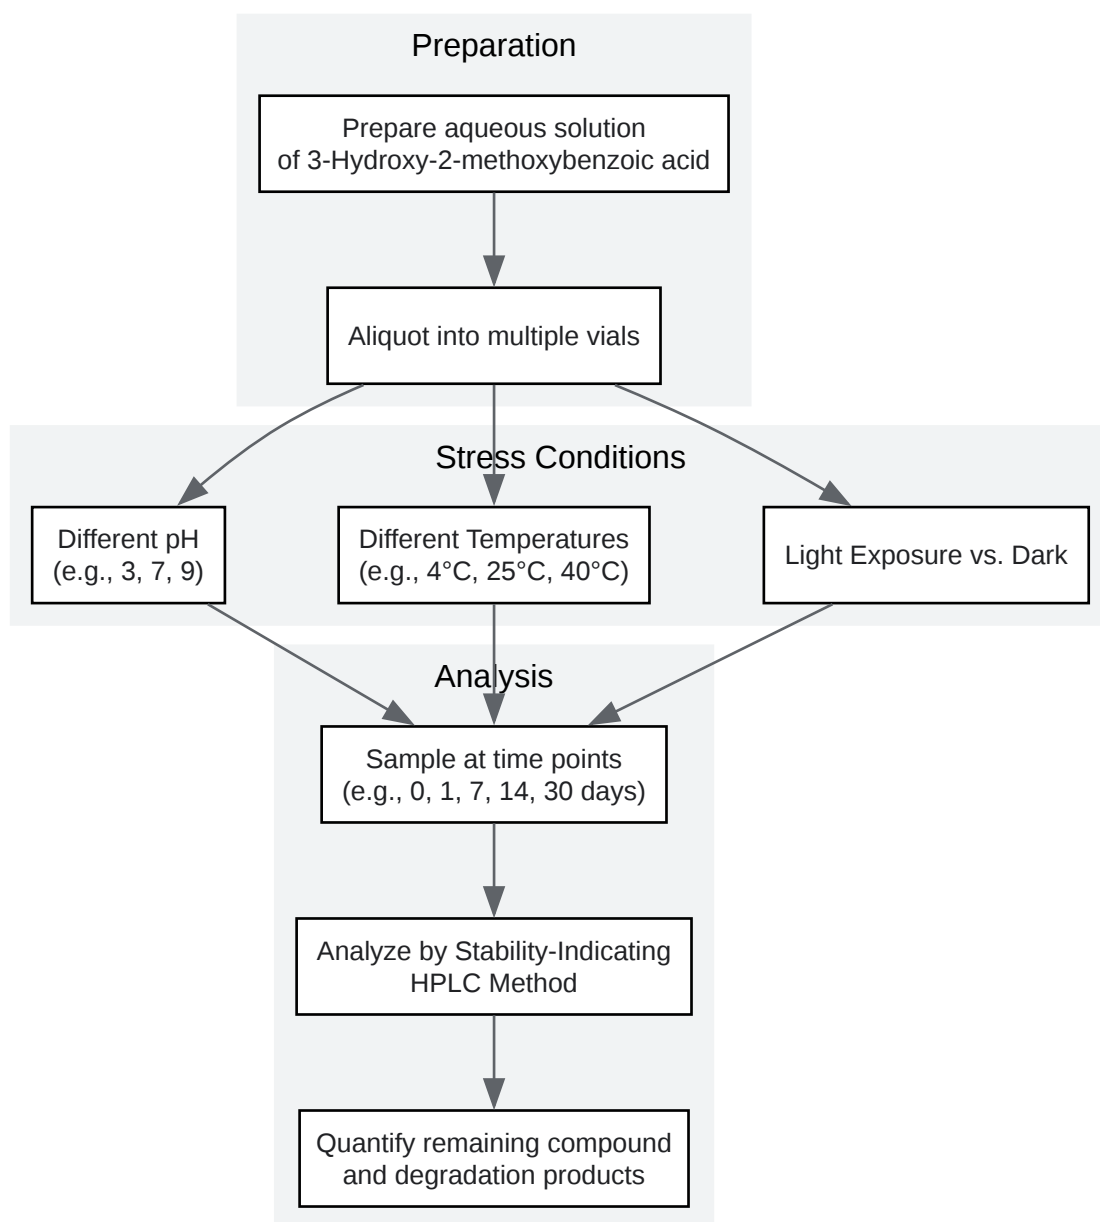 Preparation
Prepare aqueous solution
of 3-Hydroxy-2-methoxybenzoic acid
Aliquot into multiple vials
Stress Conditions
Different pH
(e.g., 3, 7, 9)
Different Temperatures
(e.g., 4°C, 25°C, 40°C)
Light Exposure vs. Dark
Analysis
Sample at time points
(e.g., 0, 1, 7, 14, 30 days)
Analyze by Stability-Indicating
HPLC Method
Quantify remaining compound
and degradation products